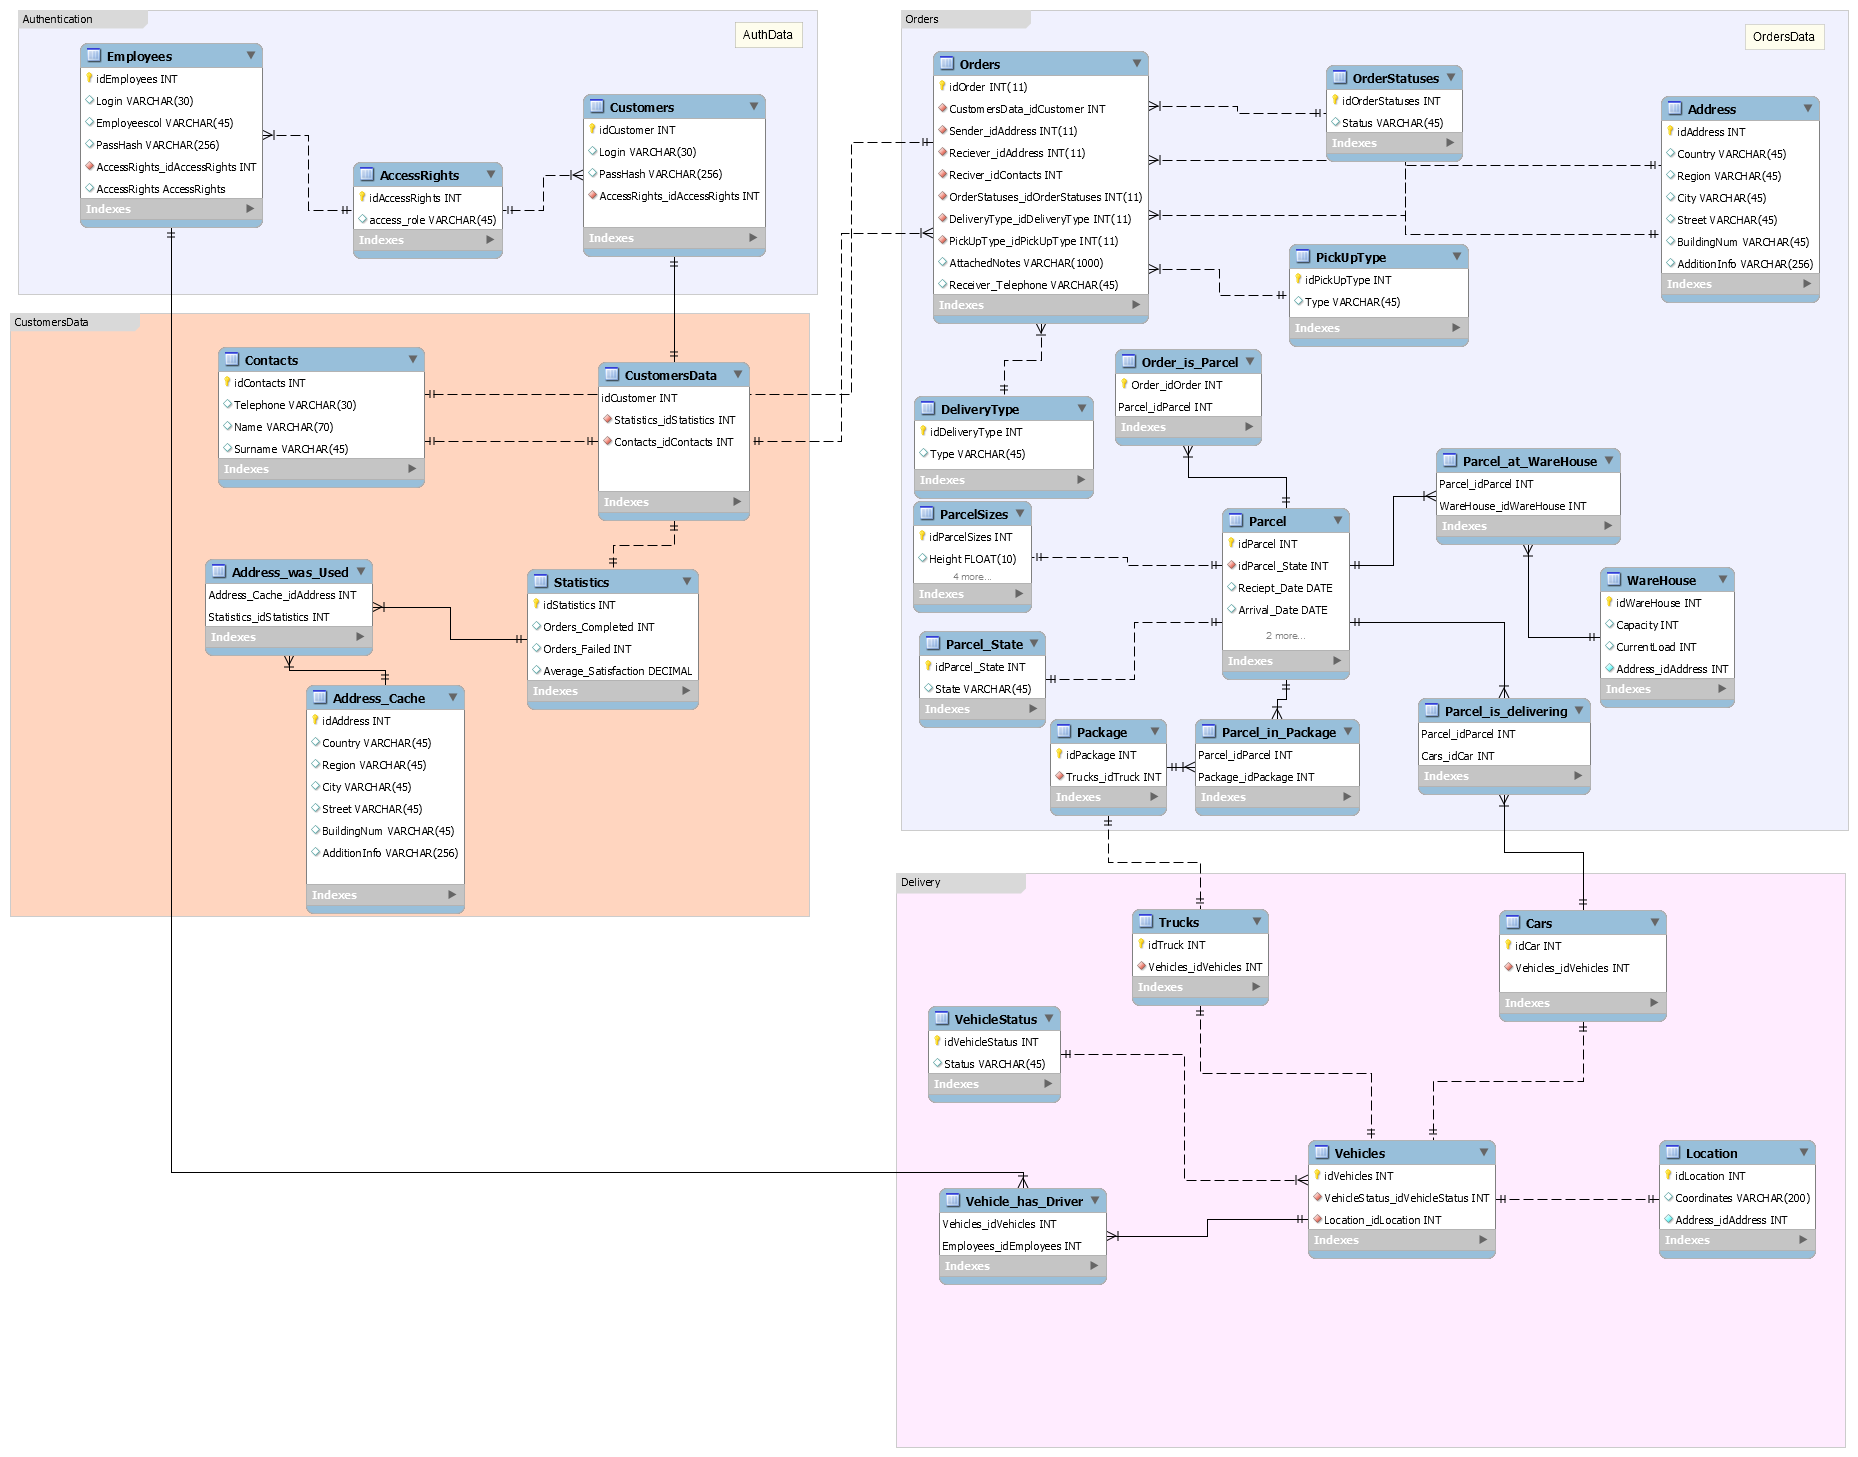 Authentication
AuthData
Employees
idEmployees INT
Login VARCHAR(30)
Employeescol VARCHAR(45)
PassHash VARCHAR(256)
AccessRights_idAccessRights INT
AccessRights AccessRights
Indexes
AccessRights
idAccessRights INT
access_role VARCHAR(45)
Indexes
Customers
idCustomer INT
Login VARCHAR(30)
PassHash VARCHAR(256)
AccessRights_idAccessRights INT
Indexes
CustomersData
Contacts
idContacts INT
Telephone VARCHAR(30)
Name VARCHAR(70)
Surname VARCHAR(45)
Indexes
CustomersData
idCustomer INT
Statistics_idStatistics INT
Contacts_idContacts INT
Indexes
Address_was_Used
Address_Cache_idAddress INT
Statistics_idStatistics INT
Indexes
Statistics
idStatistics INT
Orders_Completed INT
Orders_Failed INT
Average_Satisfaction DECIMAL
Indexes
Address_Cache
idAddress INT
Country VARCHAR(45)
Region VARCHAR(45)
City VARCHAR(45)
Street VARCHAR(45)
BuildingNum VARCHAR(45)
AdditionInfo VARCHAR(256)
Indexes
Orders
OrdersData
Orders
idOrder INT(11)
CustomersData_idCustomer INT
Sender_idAddress INT(11)
Reciever_idAddress INT(11)
Reciver_idContacts INT
OrderStatuses_idOrderStatuses INT(11)
DeliveryType_idDeliveryType INT(11)
PickUpType_idPickUpType INT(11)
AttachedNotes VARCHAR(1000)
Receiver_Telephone VARCHAR(45)
Indexes
OrderStatuses
idOrderStatuses INT
Status VARCHAR(45)
Indexes
Address
idAddress INT
Country VARCHAR(45)
Region VARCHAR(45)
City VARCHAR(45)
Street VARCHAR(45)
BuildingNum VARCHAR(45)
AdditionInfo VARCHAR(256)
Indexes
PickUpType
idPickUpType INT
Type VARCHAR(45)
Indexes
Order_is_Parcel
Order_idOrder INT
Parcel_idParcel INT
Indexes
DeliveryType
idDeliveryType INT
Type VARCHAR(45)
Indexes
ParcelSizes
idParcelSizes INT
Height FLOAT(10)
4 more...
Indexes
Parcel
idParcel INT
idParcel_State INT
Reciept_Date DATE
Arrival_Date DATE
2 more...
Indexes
Parcel_at_WareHouse
Parcel_idParcel INT
WareHouse_idWareHouse INT
Indexes
WareHouse
idWareHouse INT
Capacity INT
CurrentLoad INT
Address_idAddress INT
Indexes
Parcel_State
idParcel_State INT
State VARCHAR(45)
Indexes
Package
idPackage INT
Trucks_idTruck INT
Indexes
Parcel_in_Package
Parcel_idParcel INT
Package_idPackage INT
Indexes
Parcel_is_delivering
Parcel_idParcel INT
Cars_idCar INT
Indexes
Delivery
Trucks
idTruck INT
Vehicles_idVehicles INT
Indexes
Cars
idCar INT
Vehicles_idVehicles INT
Indexes
VehicleStatus
idVehicleStatus INT
Status VARCHAR(45)
Indexes
Vehicles
idVehicles INT
VehicleStatus_idVehicleStatus INT
Location_idLocation INT
Indexes
Location
idLocation INT
Coordinates VARCHAR(200)
Address_idAddress INT
Indexes
Vehicle_has_Driver
Vehicles_idVehicles INT
Employees_idEmployees INT
Indexes